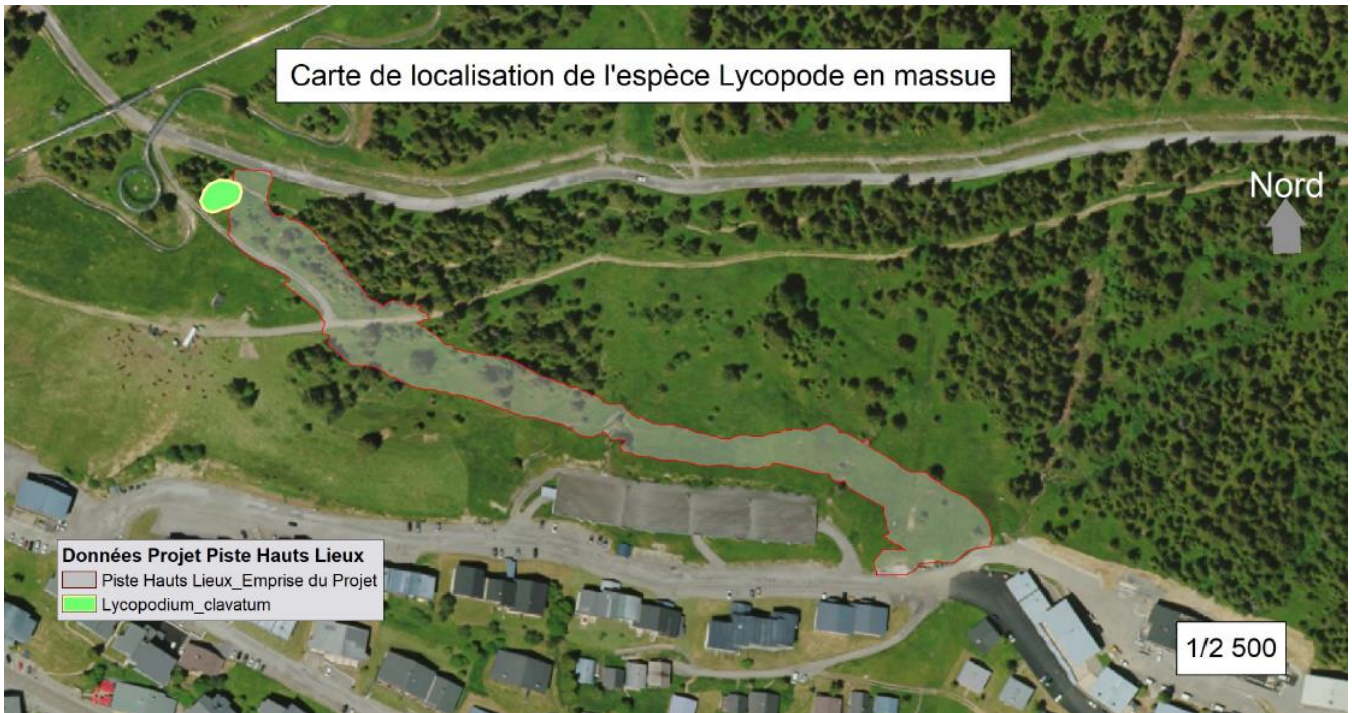 Carte de localisation de l'espèce Lycopode en massue
Nord
Données Projet Piste Hauts Lieux
Piste Hauts Lieux_Emprise du Projet
Lycopodium_clavatum
1/2 500